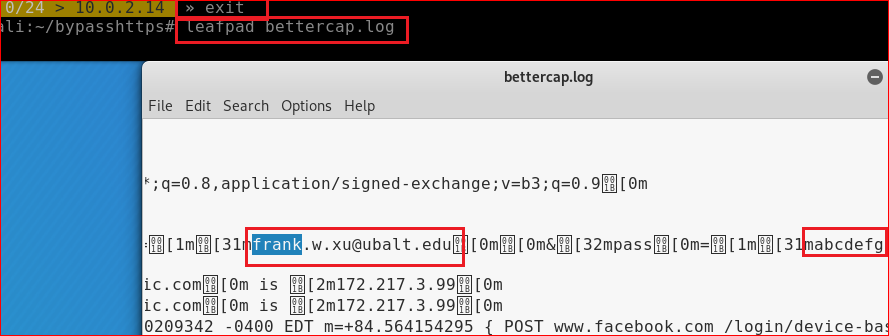 0/24 > 10.0.2.14 » exit
ali:~/bypasshttps# leafpad bettercap.log
bettercap.log
File Edit Search Options Help
*;q=0.8,application/signed-exchange;v=b3;q=0.9[0m
=[1m[31mfrank.w.xu@ubalt.edu[0m[0m&[32mpass[0m=[1m[31mabcdefg
ic.com[0m is [2m172.217.3.99[0m
ic.com[0m is [2m172.217.3.99[0m
0209342 -0400 EDT m=+84.564154295 { POST www.facebook.com /login/device-bas